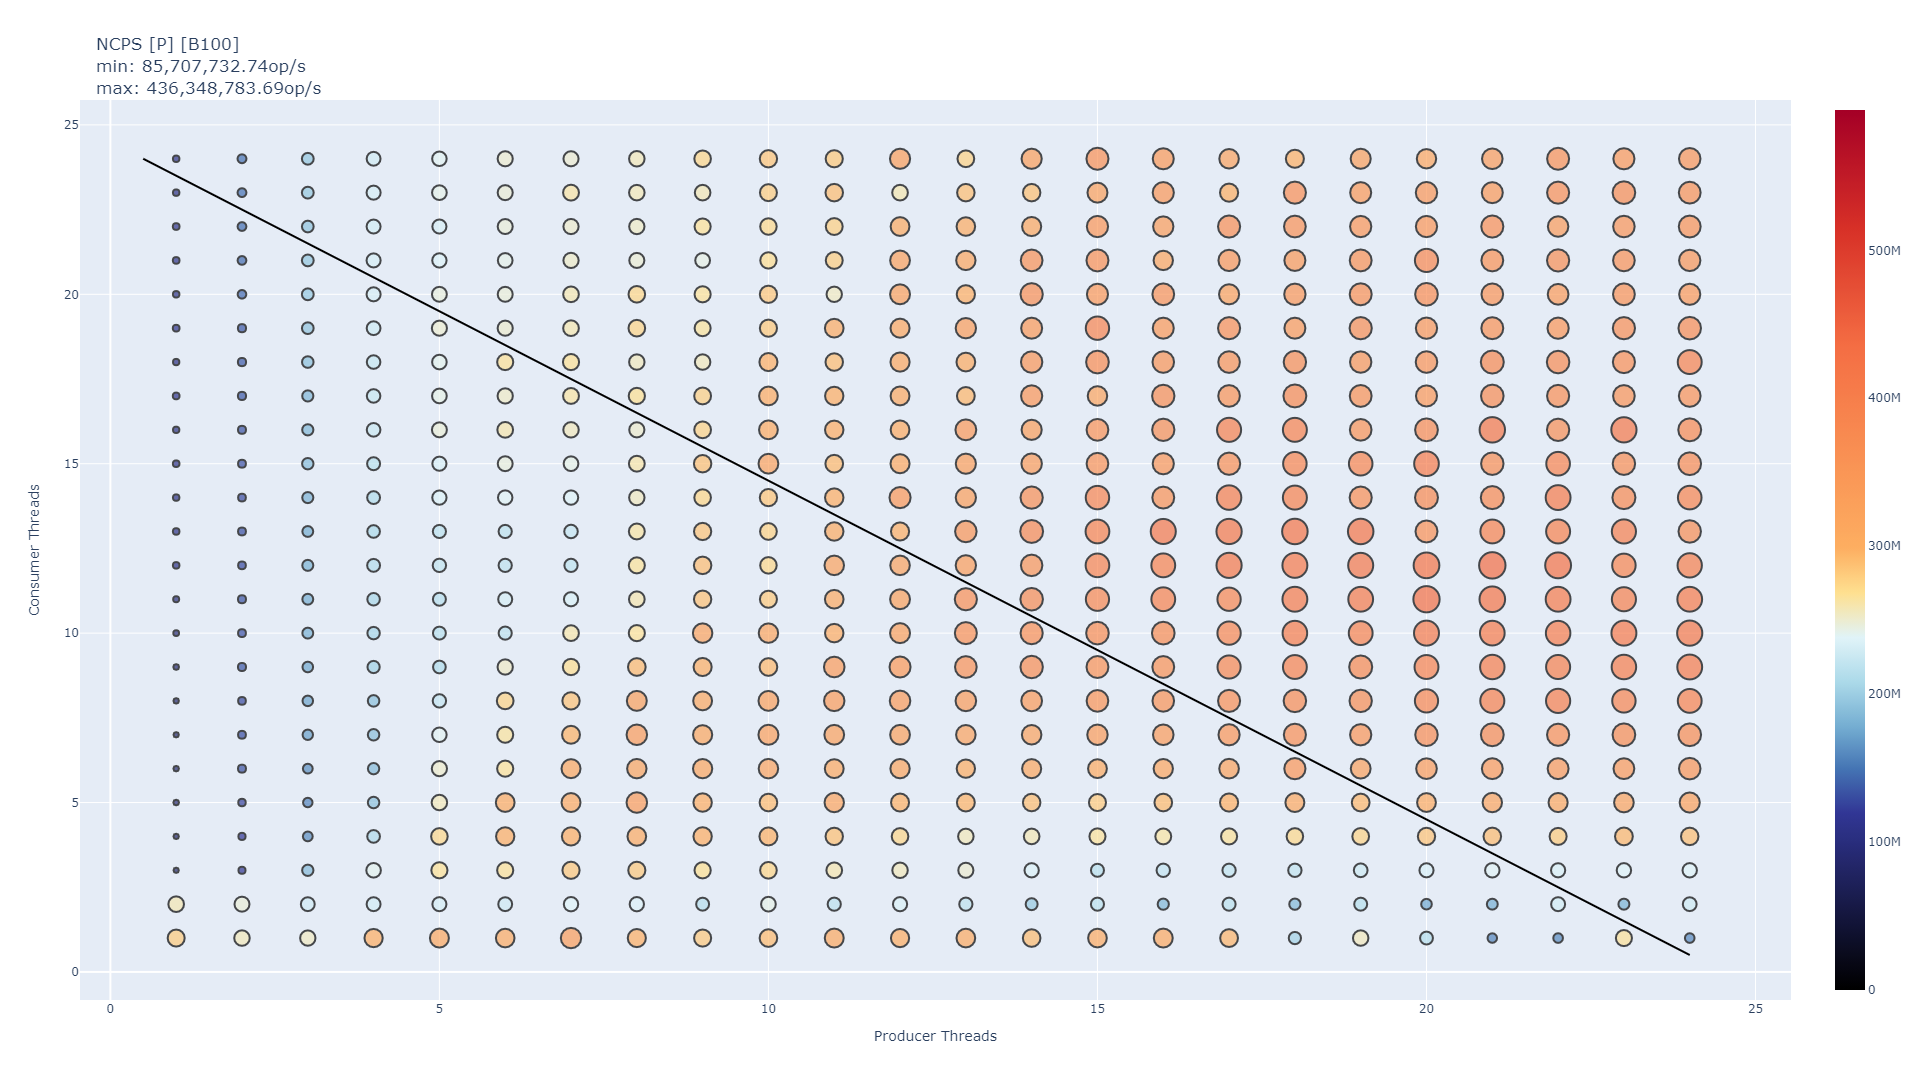 NCPS [P] [B100]
min: 85,707,732.74op/s
max: 436,348,783.69op/s
25
20
15
10
5
0
Consumer Threads
0
5
10
15
20
25
Producer Threads
500M
400M
300M
200M
100M
0